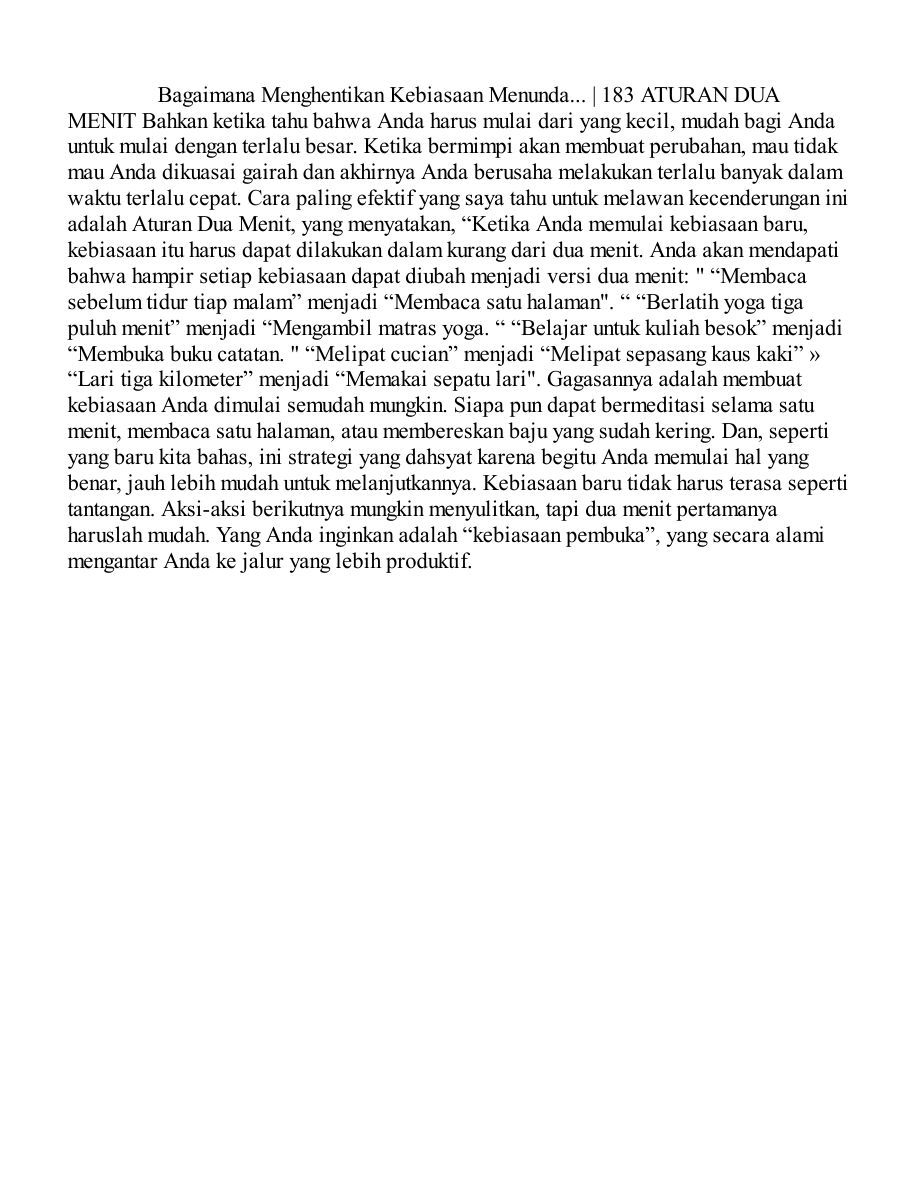 Bagaimana Menghentikan Kebiasaan Menunda... | 183 ATURAN DUA
MENIT Bahkan ketika tahu bahwa Anda harus mulai dari yang kecil, mudah bagi Anda
untuk mulai dengan terlalu besar. Ketika bermimpi akan membuat perubahan, mau tidak
mau Anda dikuasai gairah dan akhirnya Anda berusaha melakukan terlalu banyak dalam
waktu terlalu cepat. Cara paling efektif yang saya tahu untuk melawan kecenderungan ini
adalah Aturan Dua Menit, yang menyatakan, “Ketika Anda memulai kebiasaan baru,
kebiasaan itu harus dapat dilakukan dalam kurang dari dua menit. Anda akan mendapati
bahwa hampir setiap kebiasaan dapat diubah menjadi versi dua menit: " “Membaca
sebelum tidur tiap malam” menjadi “Membaca satu halaman". “ “Berlatih yoga tiga
puluh menit” menjadi “Mengambil matras yoga. “ “Belajar untuk kuliah besok” menjadi
“Membuka buku catatan. " “Melipat cucian” menjadi “Melipat sepasang kaus kaki” »
“Lari tiga kilometer” menjadi “Memakai sepatu lari". Gagasannya adalah membuat
kebiasaan Anda dimulai semudah mungkin. Siapa pun dapat bermeditasi selama satu
menit, membaca satu halaman, atau membereskan baju yang sudah kering. Dan, seperti
yang baru kita bahas, ini strategi yang dahsyat karena begitu Anda memulai hal yang
benar, jauh lebih mudah untuk melanjutkannya. Kebiasaan baru tidak harus terasa seperti
tantangan. Aksi-aksi berikutnya mungkin menyulitkan, tapi dua menit pertamanya
haruslah mudah. Yang Anda inginkan adalah “kebiasaan pembuka”, yang secara alami
mengantar Anda ke jalur yang lebih produktif.